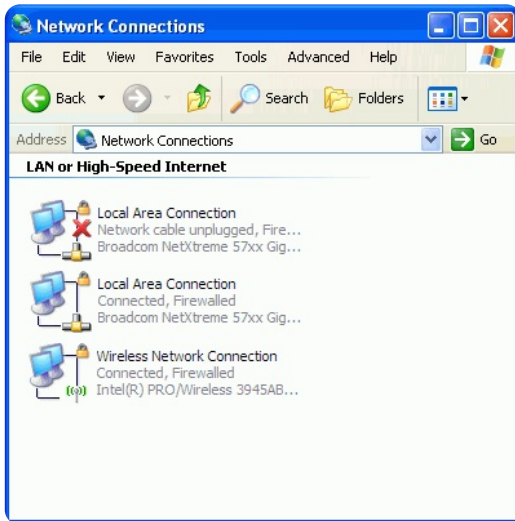 Network Connections
File Edit View Favorites Tools Advanced Help
Back Search Folders
Address Network Connections Go
LAN or High-Speed Internet
Local Area Connection
Network cable unplugged, Fire...
Broadcom NetXtreme 57xx Gig...
Local Area Connection
Connected, Firewalled
Broadcom NetXtreme 57xx Gig...
Wireless Network Connection
Connected, Firewalled
Intel(R) PRO/Wireless 3945AB...